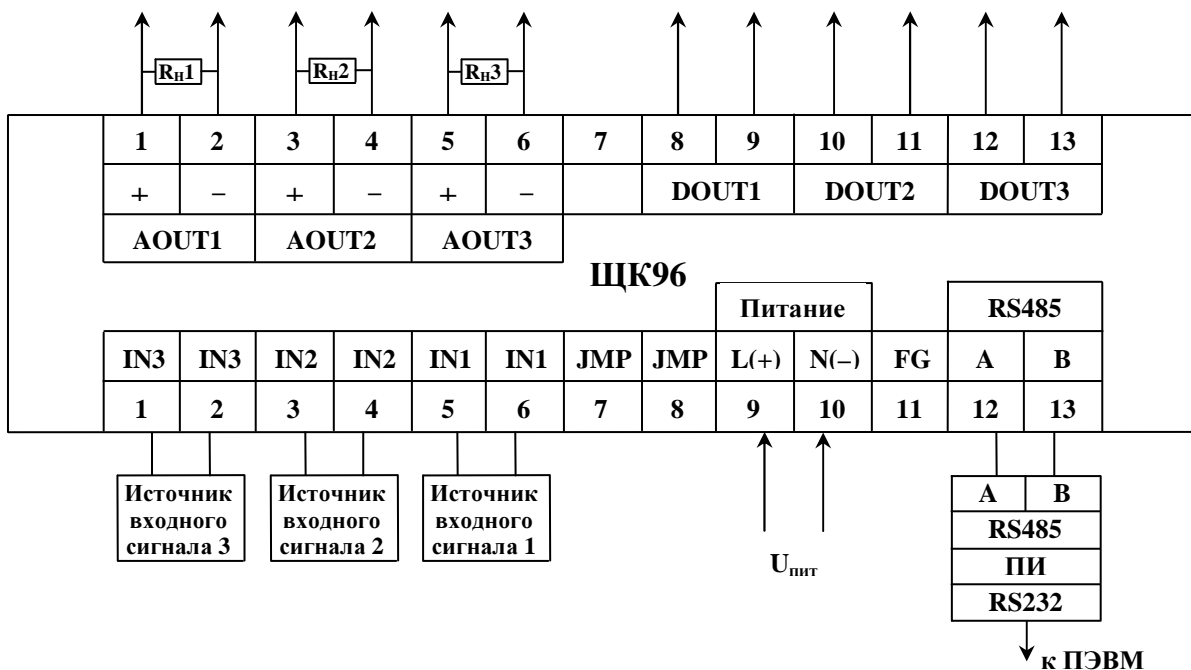 Rн1 Rн2 Rн3
1 2 3 4 5 6 7 8 9 10 11 12 13
+ − + − + − DOUT1 DOUT2 DOUT3
AOUT1 AOUT2 AOUT3
ЩК96
Питание RS485
IN3 IN3 IN2 IN2 IN1 IN1 JMP JMP L(+) N(−) FG A B
1 2 3 4 5 6 7 8 9 10 11 12 13
Источник
входного
сигнала 3
Источник
входного
сигнала 2
Источник
входного
сигнала 1
Uпит
A B
RS485
ПИ
RS232
к ПЭВМ